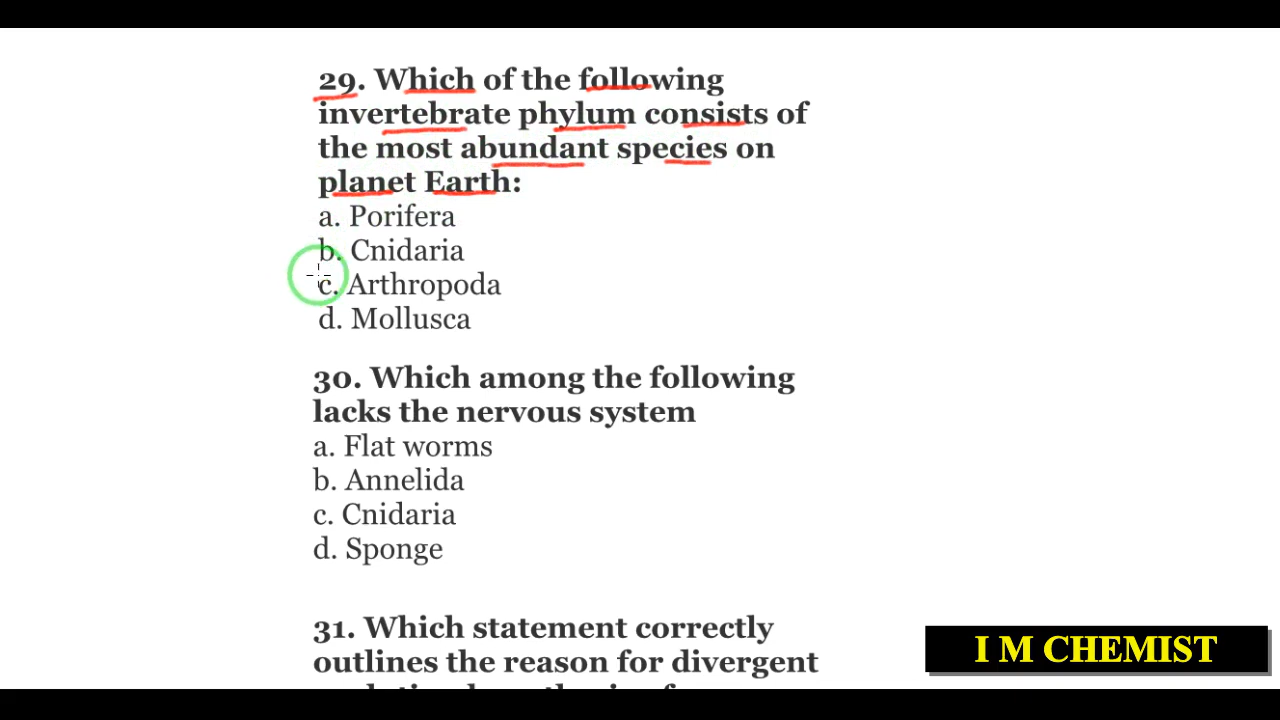 29. Which of the following
invertebrate phylum consists of
the most abundant species on
planet Earth:
a. Porifera
b. Cnidaria
c. Arthropoda
d. Mollusca
30. Which among the following
lacks the nervous system
a. Flat worms
b. Annelida
c. Cnidaria
d. Sponge
31. Which statement correctly
outlines the reason for divergent
I M CHEMIST